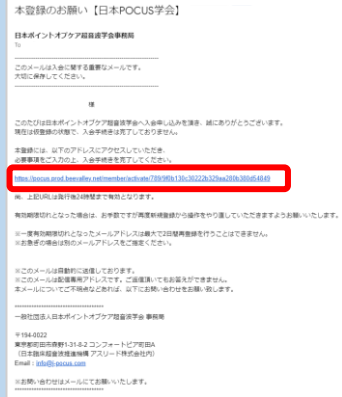 本登録のお願い【日本POCUS学会】
日本ポイントオブケア超音波学会事務局
To
このメールは入会に関する重要なメールです。
大切に保存してください。
様
このたびは日本ポイントオブケア超音波学会へ入会申し込みを頂き、誠にありがとうございます。
現在は仮登録の状態で、入会手続きは完了しておりません。
本登録には、以下のアドレスにアクセスしていただき、
必要事項をご入力の上、入会手続きを完了してください。
尚、上記URLは発行後24時間まで有効となります。
有効期限切れとなった場合は、お手数ですが再度新規登録から操作をやり直していただきますようお願いいたします。
※一度有効期限切れとなったメールアドレスは最大で2日間再登録を行うことはできません。
※お急ぎの場合は別のメールアドレスをご指定ください。
※このメールは自動的に送信しております。
※このメールは配信専用アドレスです。ご返信頂いてもお答えができません。
本メールについてご不明点などあれば、以下にお問い合わせをお願い致します。
一般社団法人日本ポイントオブケア超音波学会 事務局
〒194-0022
東京都町田市森野1-31-8-2 コンフォートピア町田A
（日本臨床超音波推進機構 アスリード株式会社内）
Email : info@j-pocus.com
※お問い合わせはメールにてお願いいたします。